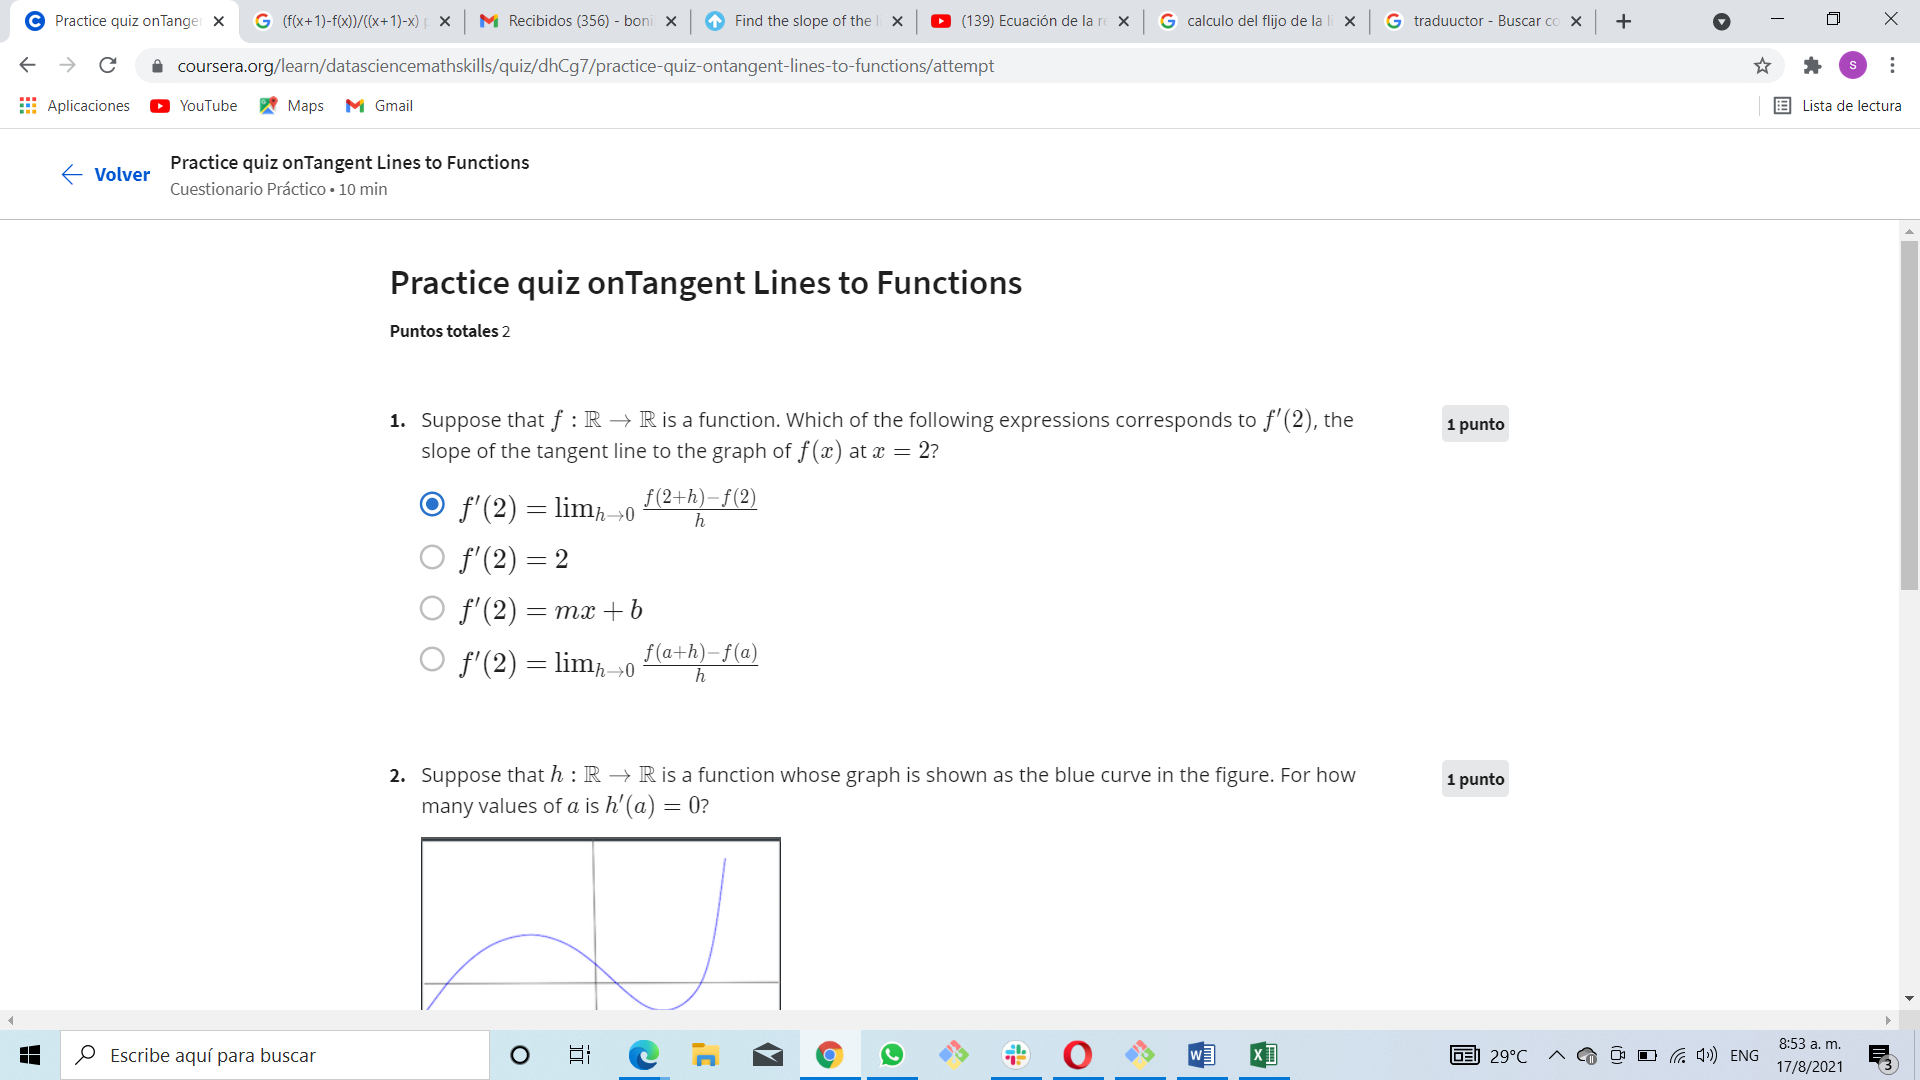 Practice quiz onTanger
(f(x+1)-f(x))/((x+1)-x) p
Recibidos (356) - boni
Find the slope of the l
(139) Ecuación de la re
calculo del flijo de la li
traduuctor - Buscar co
coursera.org/learn/datasciencemathskills/quiz/dhCg7/practice-quiz-ontangent-lines-to-functions/attempt
S
Aplicaciones YouTube Maps Gmail Lista de lectura
Volver
Practice quiz onTangent Lines to Functions
Cuestionario Práctico • 10 min
Practice quiz onTangent Lines to Functions
Puntos totales 2
1. Suppose that f : ℝ → ℝ is a function. Which of the following expressions corresponds to f′(2), the
slope of the tangent line to the graph of f(x) at x = 2?
1 punto
f′(2) = lim_{h→0} \frac{f(2+h)−f(2)}{h}
f′(2) = 2
f′(2) = mx + b
f′(2) = lim_{h→0} \frac{f(a+h)−f(a)}{h}
2. Suppose that h : ℝ → ℝ is a function whose graph is shown as the blue curve in the figure. For how
many values of a is h′(a) = 0?
1 punto
Escribe aquí para buscar
29°C
ENG
8:53 a. m.
17/8/2021
3